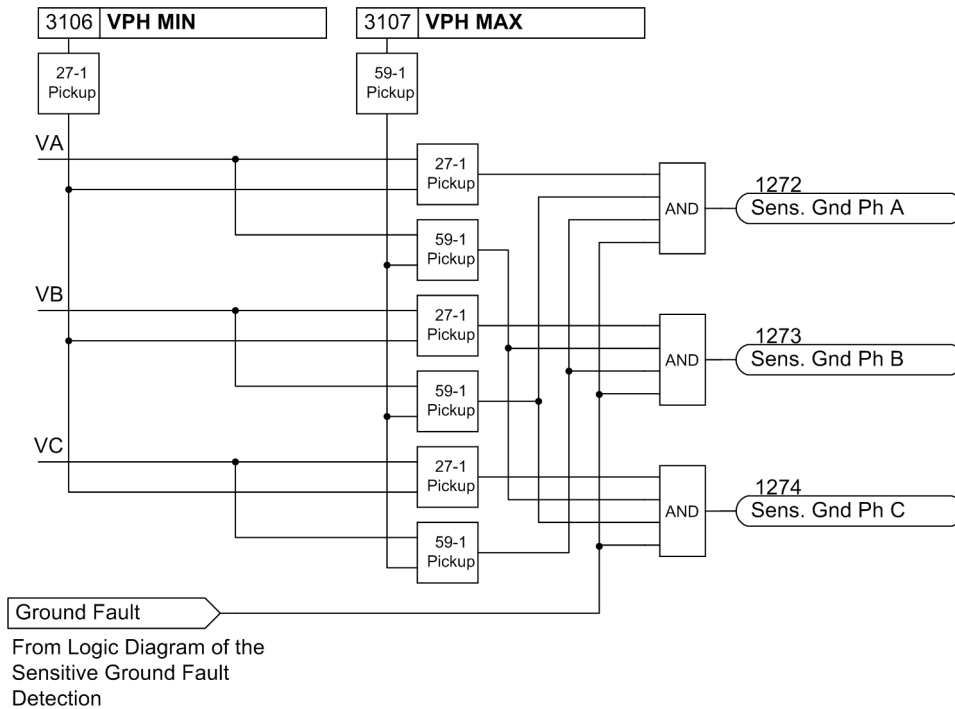 3106 VPH MIN
3107 VPH MAX
27-1
Pickup
59-1
Pickup
VA
27-1
Pickup
AND
1272
Sens. Gnd Ph A
59-1
Pickup
VB
27-1
Pickup
AND
1273
Sens. Gnd Ph B
59-1
Pickup
VC
27-1
Pickup
AND
1274
Sens. Gnd Ph C
59-1
Pickup
Ground Fault
From Logic Diagram of the
Sensitive Ground Fault
Detection